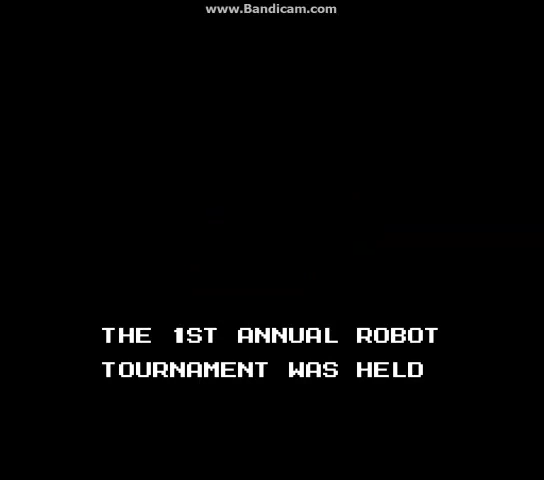 www.Bandicam.com
THE 1ST ANNUAL ROBOT
TOURNAMENT WAS HELD